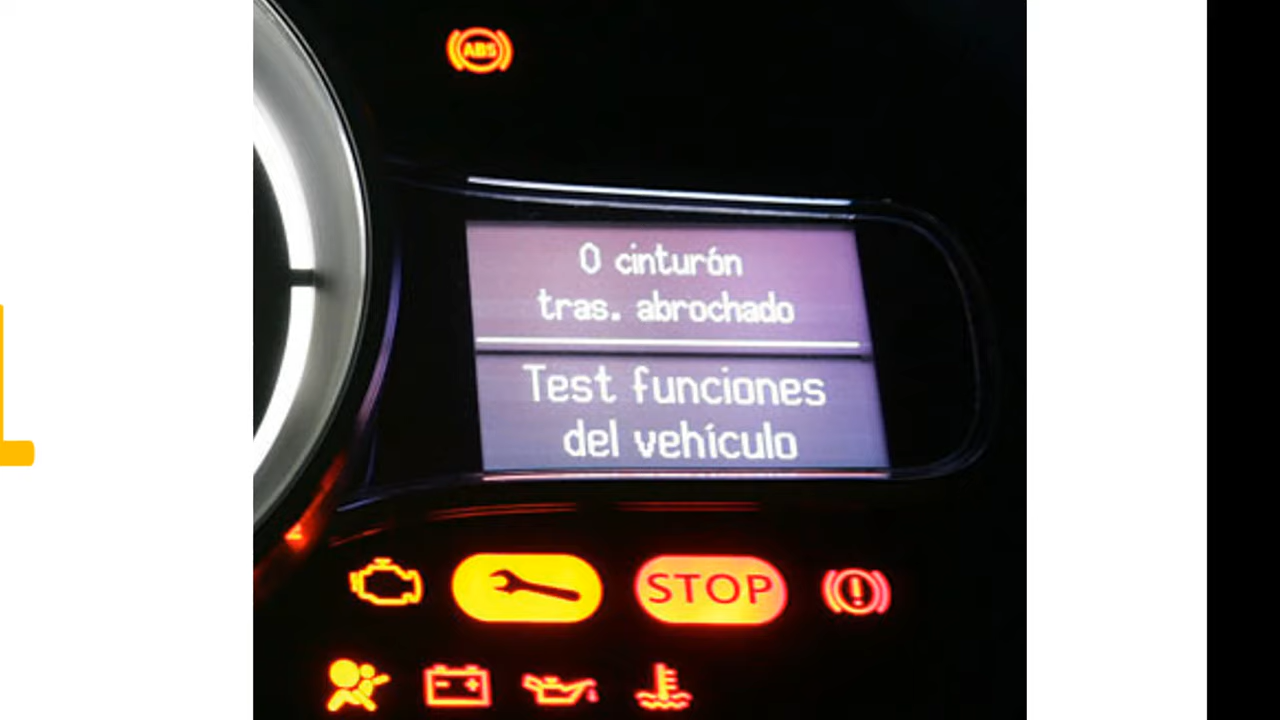 ABS
0 cinturón
tras. abrochado
Test funciones
del vehículo
STOP